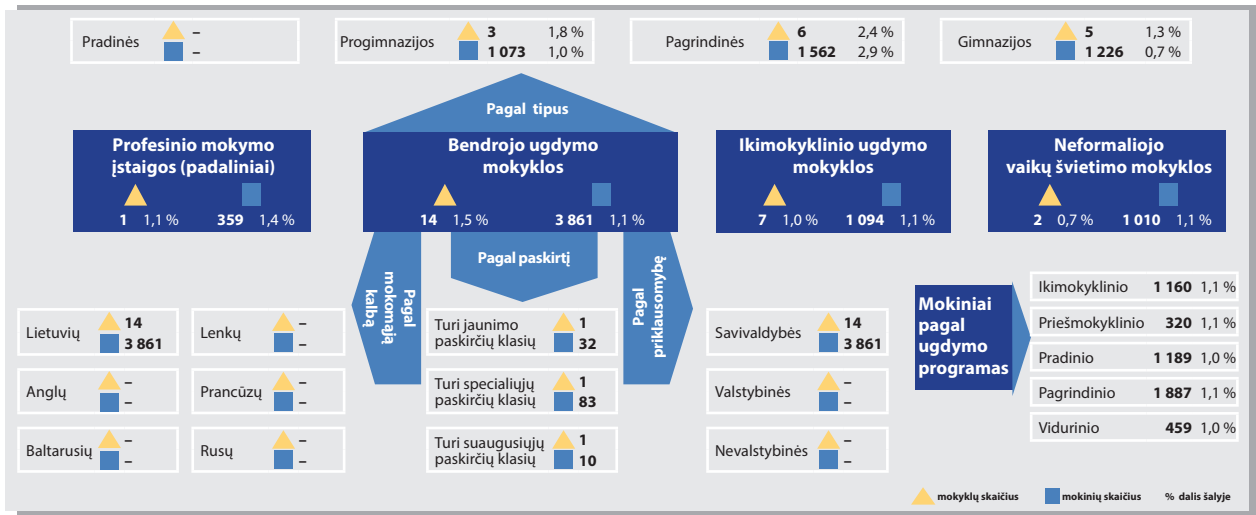 Pradinės – –
Progimnazijos 3 1,8 % 1 073 1,0 %
Pagrindinės 6 2,4 % 1 562 2,9 %
Gimnazijos 5 1,3 % 1 226 0,7 %
Pagal tipus
Profesinio mokymo
įstaigos (padaliniai)
1 1,1 % 359 1,4 %
Bendrojo ugdymo
mokyklos
14 1,5 % 3 861 1,1 %
Ikimokyklinio ugdymo
mokyklos
7 1,0 % 1 094 1,1 %
Neformaliojo
vaikų švietimo mokyklos
2 0,7 % 1 010 1,1 %
Pagal
mokomąją
kalbą
Pagal paskirtį
Pagal
priklausomybę
Lietuvių 14 3 861
Lenkų – –
Anglų – –
Prancūzų – –
Baltarusių – –
Rusų – –
Turi jaunimo
paskirčių klasių
1
32
Turi specialiųjų
paskirčių klasių
1
83
Turi suaugusiųjų
paskirčių klasių
1
10
Savivaldybės 14 3 861
Valstybinės – –
Nevalstybinės – –
Mokiniai
pagal
ugdymo
programas
Ikimokyklinio 1 160 1,1 %
Priešmokyklinio 320 1,1 %
Pradinio 1 189 1,0 %
Pagrindinio 1 887 1,1 %
Vidurinio 459 1,0 %
mokyklų skaičius mokinių skaičius % dalis šalyje